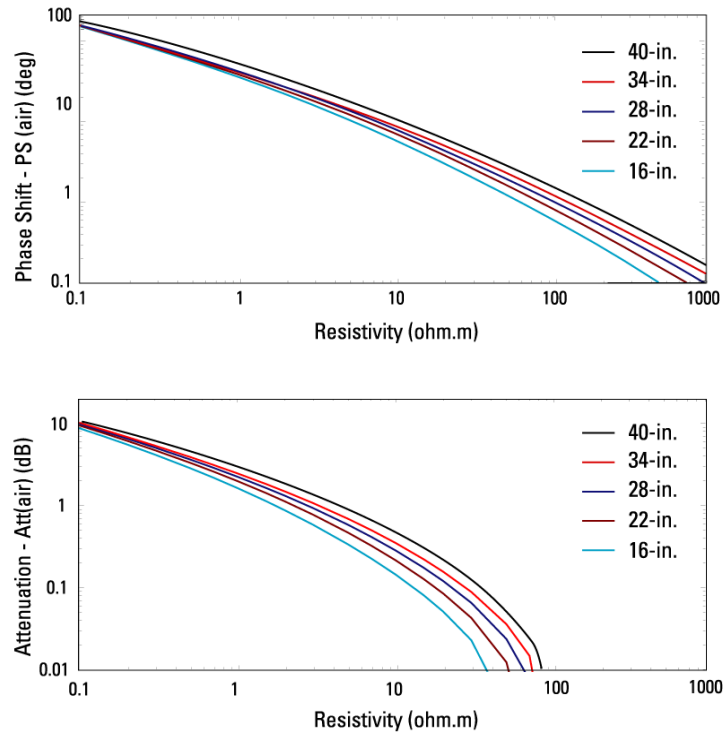 100
10
1
0.1
Phase Shift - PS (air) (deg)
40-in.
34-in.
28-in.
22-in.
16-in.
0.1 1 10 100 1000
Resistivity (ohm.m)
10
1
0.1
0.01
Attenuation - Att(air) (dB)
40-in.
34-in.
28-in.
22-in.
16-in.
0.1 1 10 100 1000
Resistivity (ohm.m)